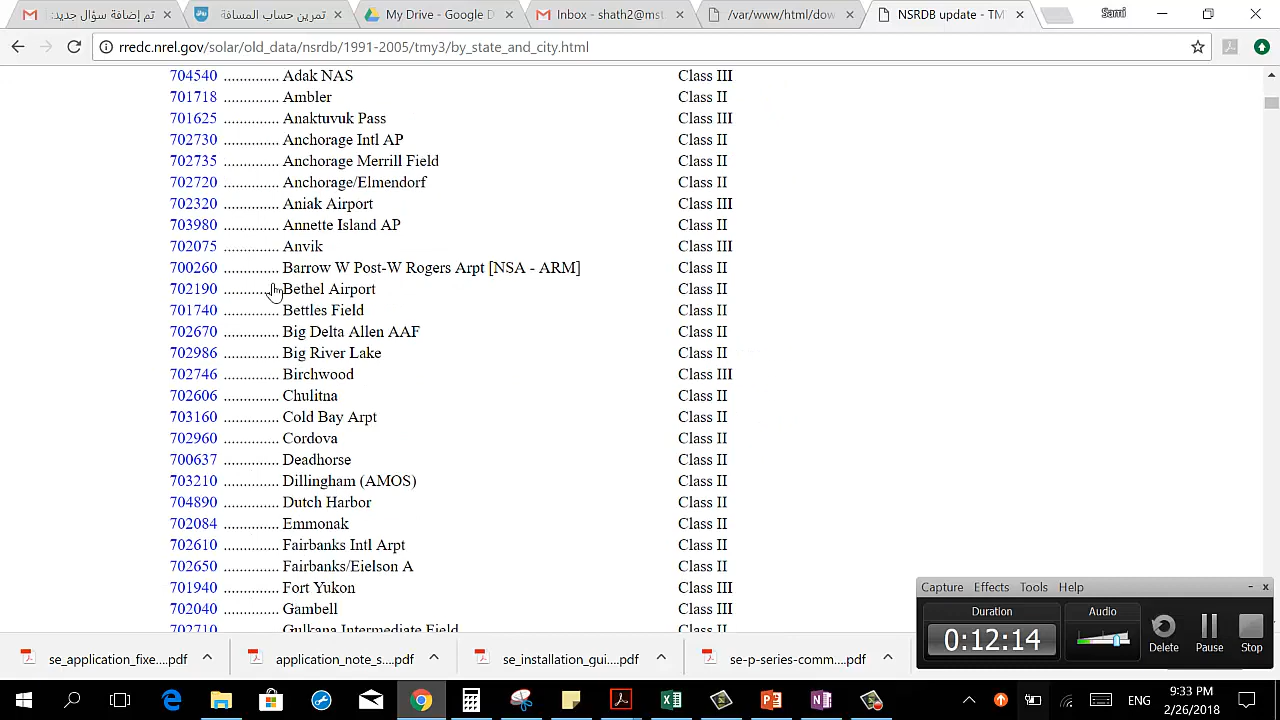 تم إضافة سؤال جديد:
تمرين حساب المسافة
My Drive - Google D
Inbox - shath2@mst
/var/www/html/dow
NSRDB update - TM
Sami
rredc.nrel.gov/solar/old_data/nsrdb/1991-2005/tmy3/by_state_and_city.html
704540 .............. Adak NAS Class III
701718 .............. Ambler Class II
701625 .............. Anaktuvuk Pass Class III
702730 .............. Anchorage Intl AP Class II
702735 .............. Anchorage Merrill Field Class II
702720 .............. Anchorage/Elmendorf Class II
702320 .............. Aniak Airport Class III
703980 .............. Annette Island AP Class II
702075 .............. Anvik Class III
700260 .............. Barrow W Post-W Rogers Arpt [NSA - ARM] Class II
702190 .............. Bethel Airport Class II
701740 .............. Bettles Field Class II
702670 .............. Big Delta Allen AAF Class II
702986 .............. Big River Lake Class II
702746 .............. Birchwood Class III
702606 .............. Chulitna Class II
703160 .............. Cold Bay Arpt Class II
702960 .............. Cordova Class II
700637 .............. Deadhorse Class II
703210 .............. Dillingham (AMOS) Class II
704890 .............. Dutch Harbor Class II
702084 .............. Emmonak Class II
702610 .............. Fairbanks Intl Arpt Class II
702650 .............. Fairbanks/Eielson A Class II
701940 .............. Fort Yukon Class III
702040 .............. Gambell Class III
702710 .............. Gulkana Intermediate Field Class II
Capture Effects Tools Help
Duration
Audio
0:12:14
Delete
Pause
Stop
se_application_fixe....pdf
se_installation_gui....pdf
se-p-series-comm....pdf
ENG
9:33 PM
2/26/2018